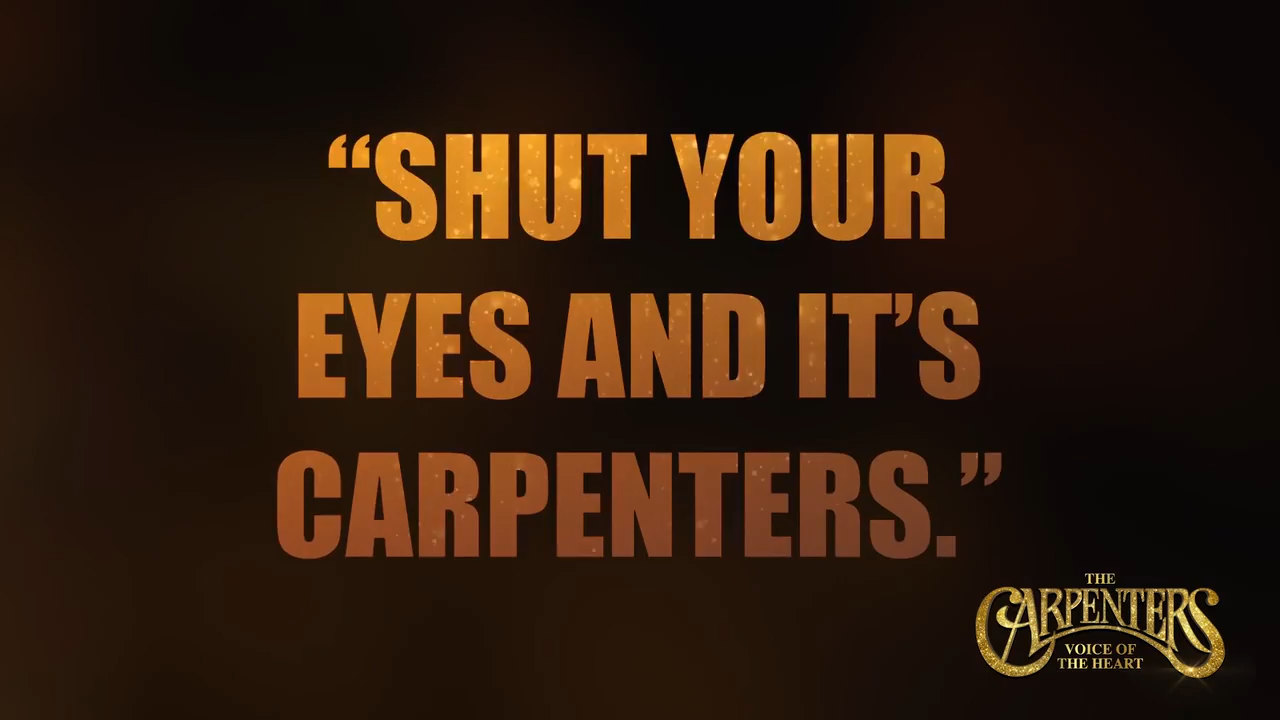 “SHUT YOUR
EYES AND IT’S
CARPENTERS.”
THE
CARPENTERS
VOICE OF
THE HEART